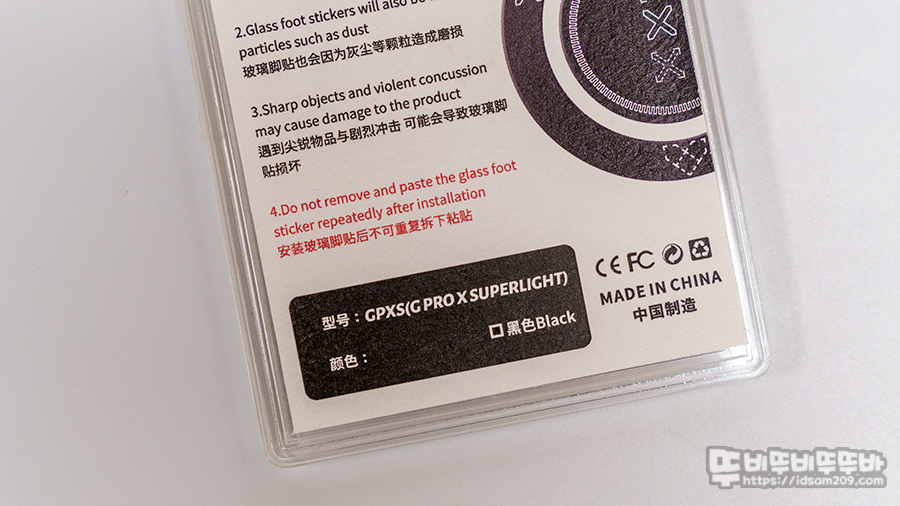 2.Glass foot stickers will also be
particles such as dust
玻璃脚贴也会因为灰尘等颗粒造成磨损
3.Sharp objects and violent concussion
may cause damage to the product
遇到尖锐物品与剧烈冲击 可能会导致玻璃脚
贴损坏
4.Do not remove and paste the glass foot
sticker repeatedly after installation
安装玻璃脚贴后不可重复拆下粘贴
型号：GPXS(G PRO X SUPERLIGHT)
颜色：
黑色Black
CE FC
MADE IN CHINA
中国制造
뚜비뚜비뚜뚜바
https://idsam209.com